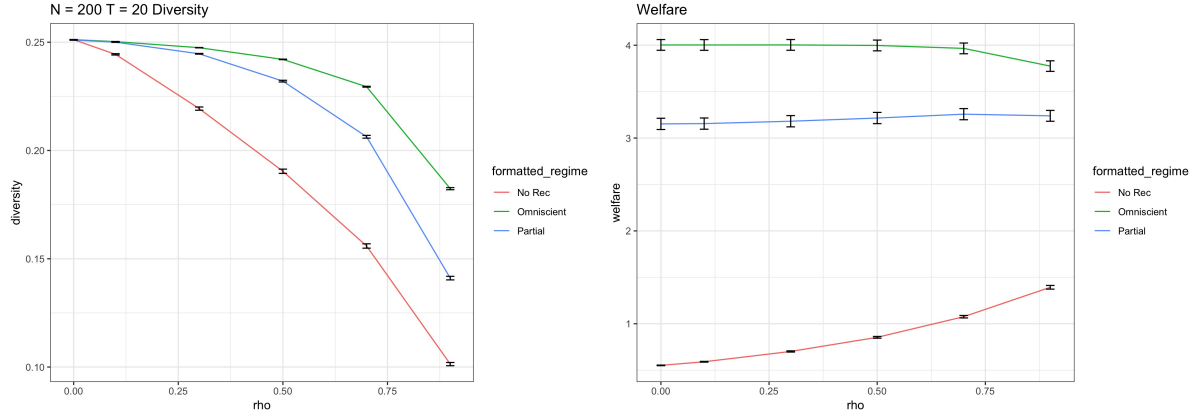 N = 200 T = 20 Diversity
0.25
0.20
0.15
0.10
diversity
0.00
0.25
0.50
0.75
rho
formatted_regime
No Rec
Omniscient
Partial
Welfare
4
3
2
1
welfare
0.00
0.25
0.50
0.75
rho
formatted_regime
No Rec
Omniscient
Partial